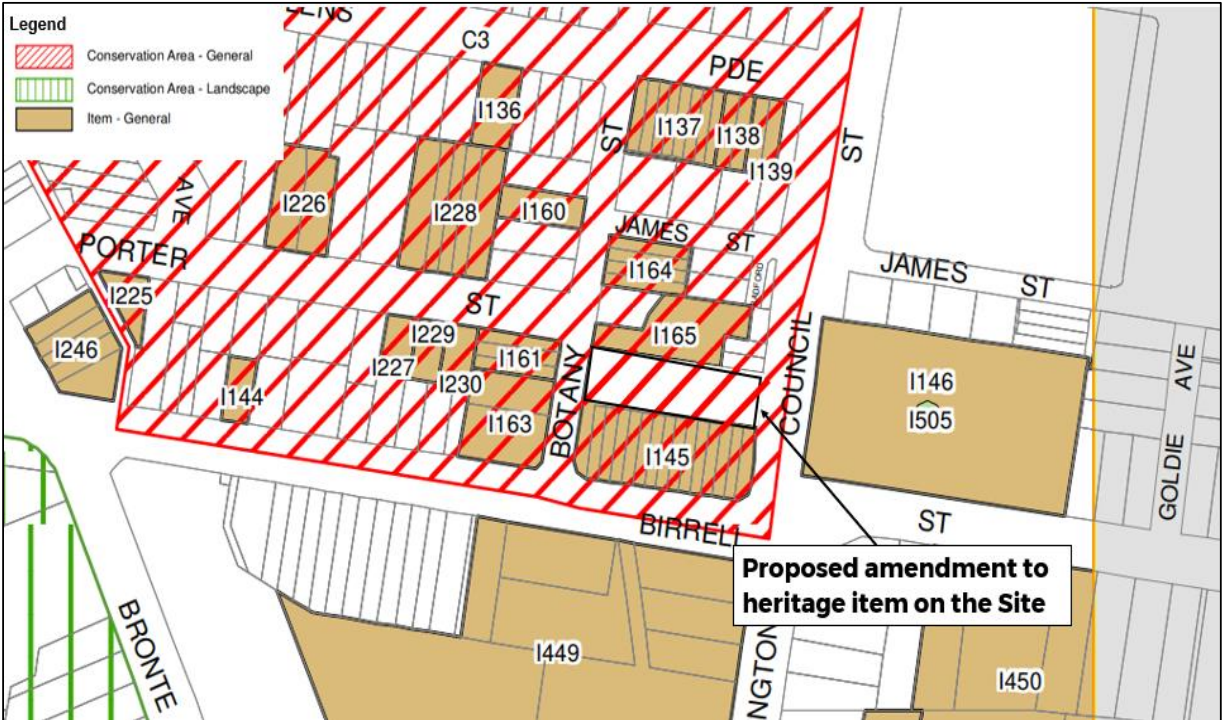 Legend
Conservation Area - General
Conservation Area - Landscape
Item - General
C3
PDE
I136
I137
I138
I139
ST
ST
AVE
I226
I228
I160
JAMES ST
I164
PORTER
ST
I225
I246
I229
I227
I230
I161
I165
I144
I163
BOTANY
COUNCIL
JAMES ST
I146
I505
GOLDIE AVE
I145
BIRRELL
ST
Proposed amendment to
heritage item on the Site
BRONTE
I449
I450